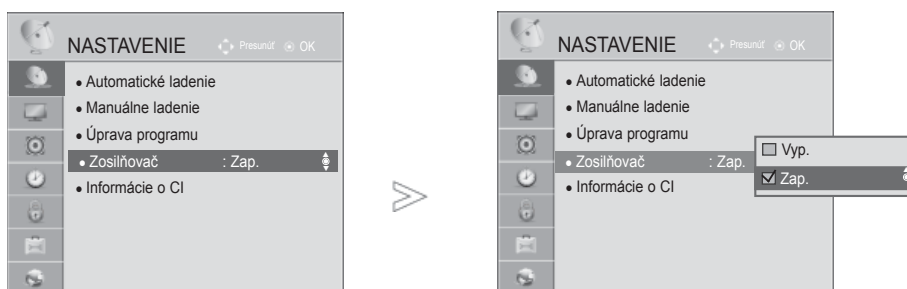 NASTAVENIE Presunúť OK
• Automatické ladenie
• Manuálne ladenie
• Úprava programu
• Zosilňovač : Zap.
• Informácie o CI
NASTAVENIE Presunúť OK
• Automatické ladenie
• Manuálne ladenie
• Úprava programu
• Zosilňovač : Zap.
• Informácie o CI
Vyp.
Zap.